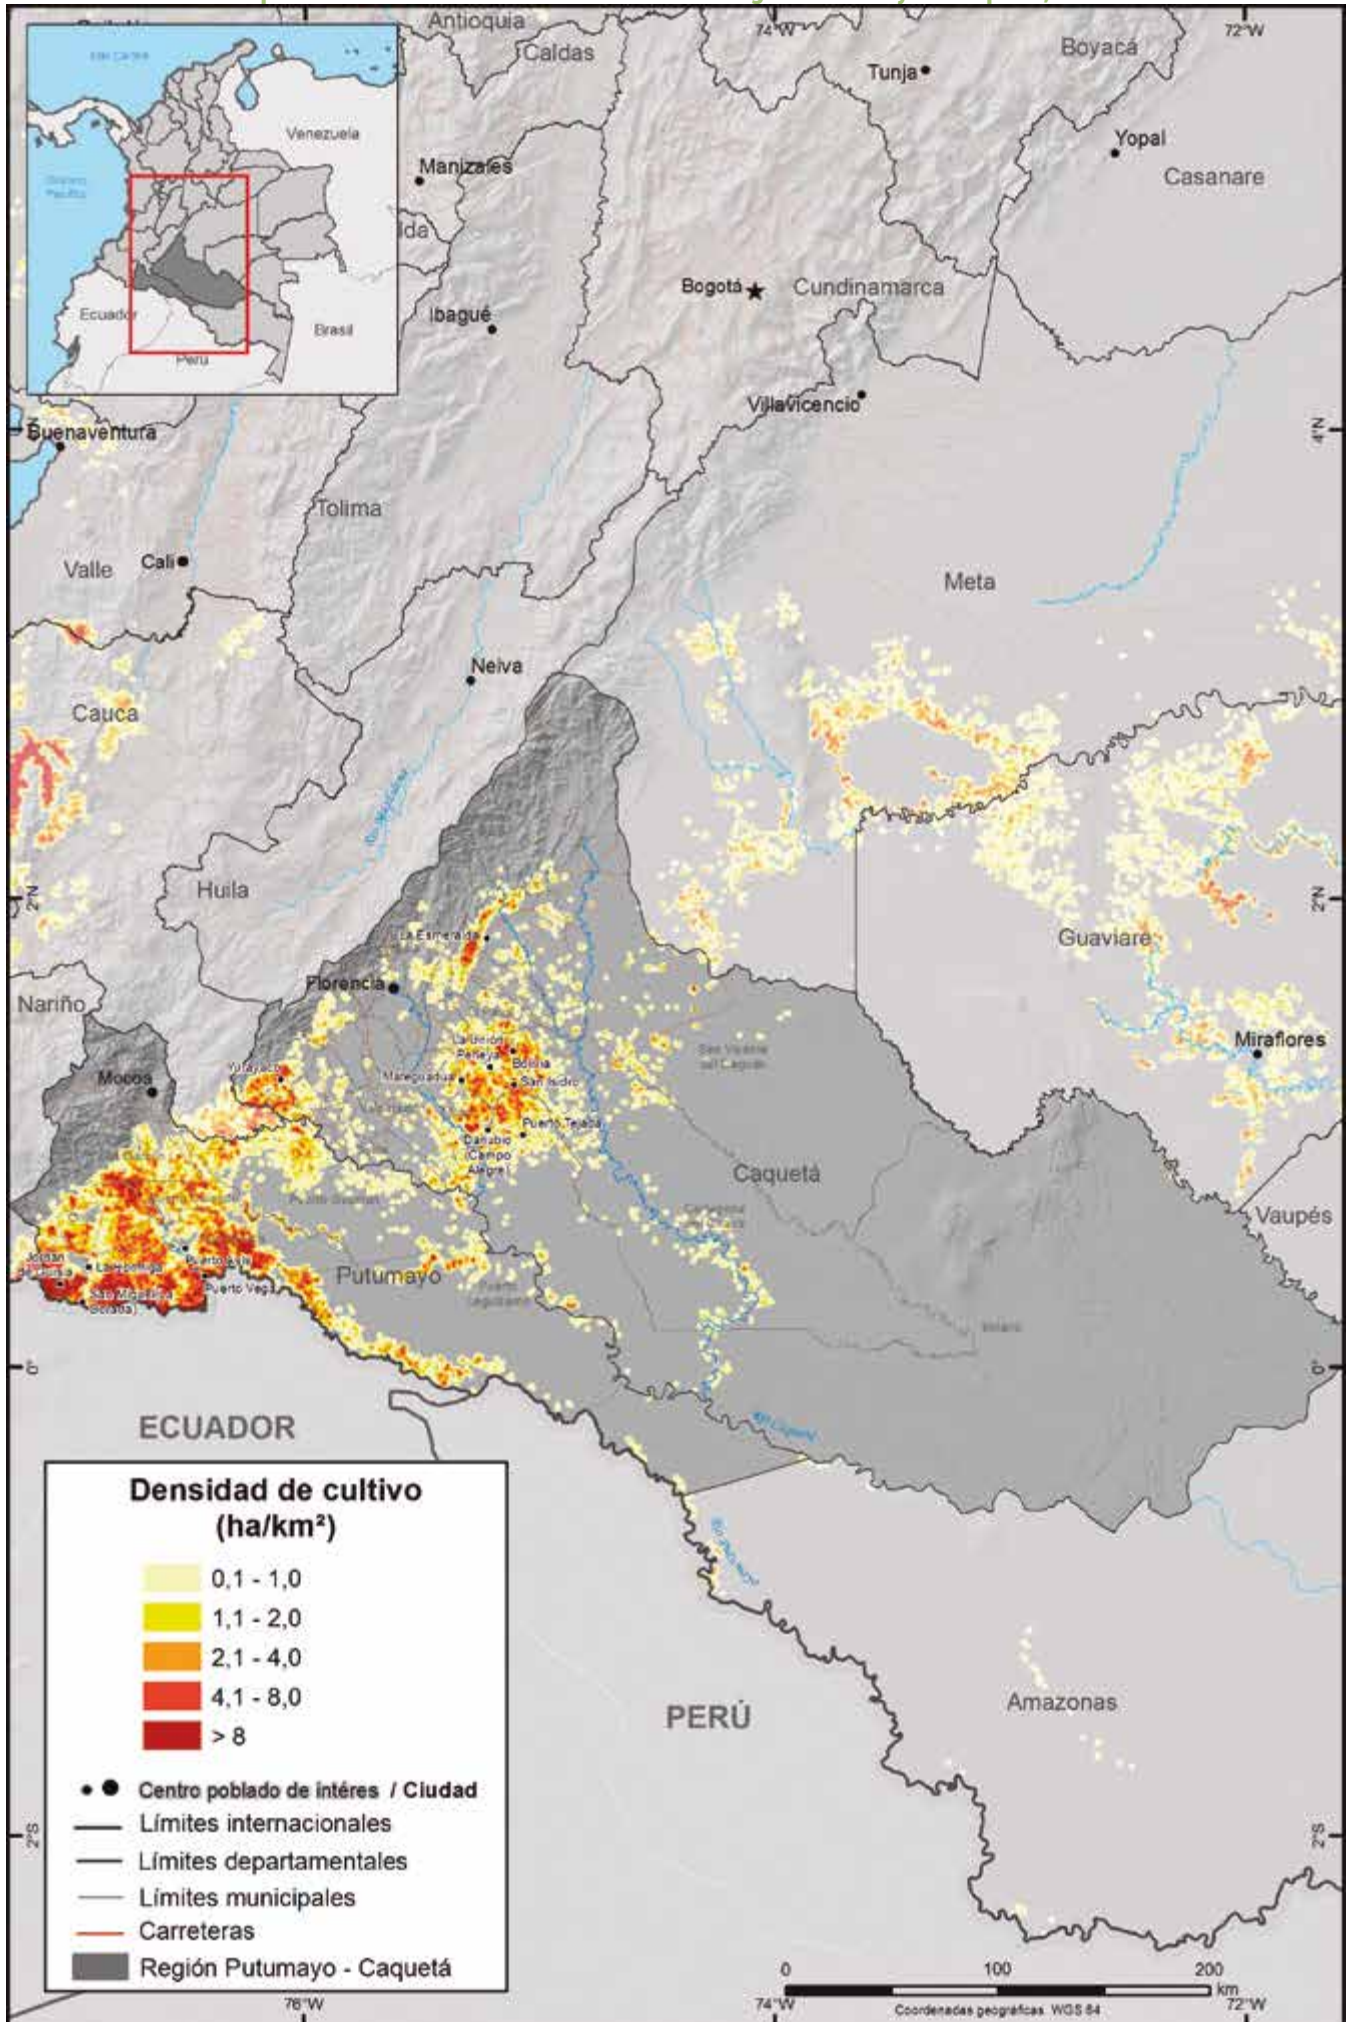 Antioquia
Caldas
74°W
Boyacá
72°W
Tunja
Yopal
Casanare
Venezuela
Manizales
Ecuador
Brasil
Perú
Bogotá
Cundinamarca
Ibagué
Villavicencio
Buenaventura
4°N
Tolima
Valle
Cali
Meta
Neiva
Cauca
Huila
2°N
2°N
La Esmeralda
Guaviare
Florencia
Nariño
Miraflores
La Unión
Peneya
Bolivia
Yurayaco
Mateguadua
San Isidro
Mocoa
Puerto Tejada
Danubio
(Campo
Alegre)
Caquetá
Vaupés
Putumayo
Puerto Vega
0°
0°
ECUADOR
Densidad de cultivo
(ha/km²)
0,1 - 1,0
1,1 - 2,0
2,1 - 4,0
4,1 - 8,0
> 8
Centro poblado de intéres / Ciudad
Límites internacionales
Límites departamentales
Límites municipales
Carreteras
Región Putumayo - Caquetá
PERÚ
Amazonas
2°S
2°S
0 100 200
km
Coordenadas geográficas WGS 84
76°W
74°W
72°W